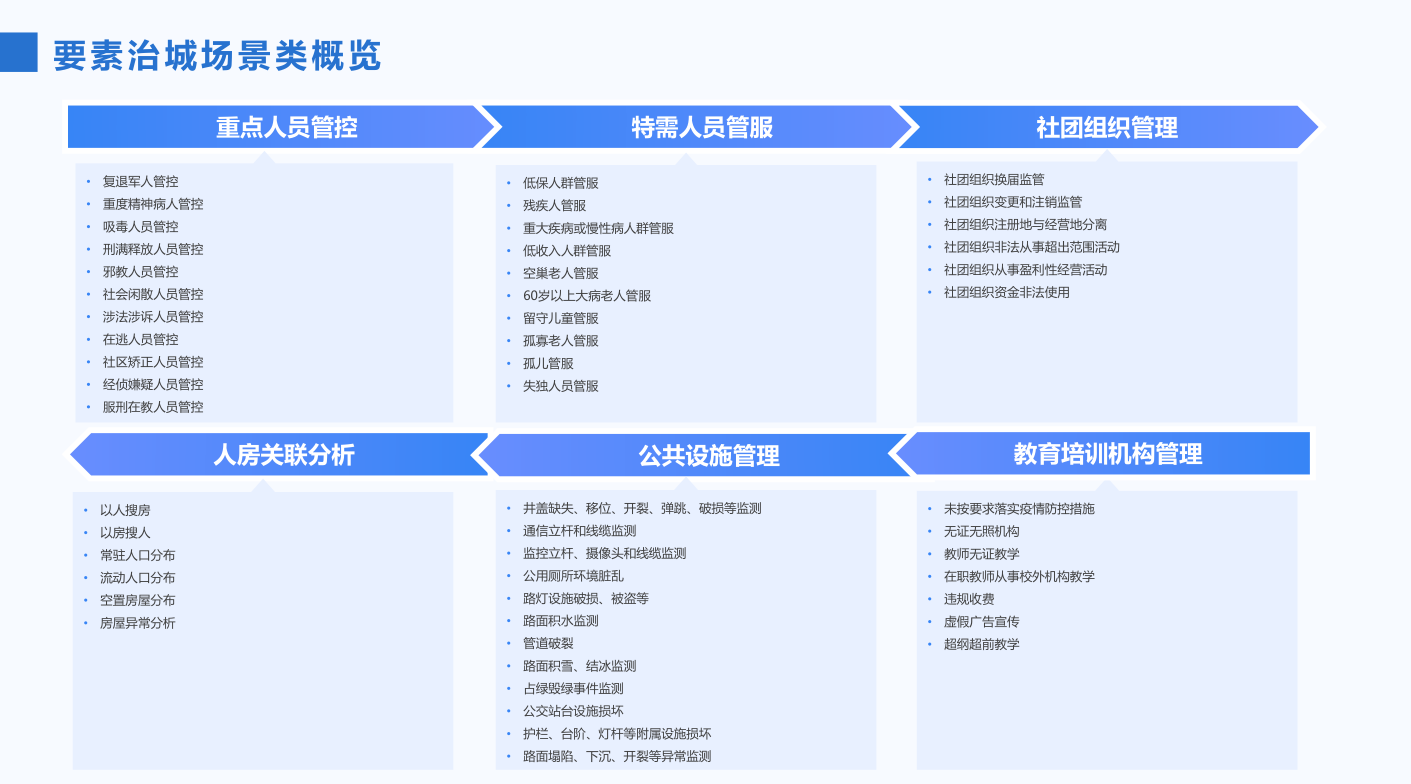 要素治城场景类概览
重点人员管控
复退军人管控
重度精神病人管控
吸毒人员管控
刑满释放人员管控
邪教人员管控
社会闲散人员管控
涉法涉诉人员管控
在逃人员管控
社区矫正人员管控
经侦嫌疑人员管控
服刑在教人员管控
特需人员管服
低保人群管服
残疾人管服
重大疾病或慢性病人群管服
低收入人群管服
空巢老人管服
60岁以上大病老人管服
留守儿童管服
孤寡老人管服
孤儿管服
失独人员管服
社团组织管理
社团组织换届监管
社团组织变更和注销监管
社团组织注册地与经营地分离
社团组织非法从事超出范围活动
社团组织从事盈利性经营活动
社团组织资金非法使用
人房关联分析
以人搜房
以房搜人
常驻人口分布
流动人口分布
空置房屋分布
房屋异常分析
公共设施管理
井盖缺失、移位、开裂、弹跳、破损等监测
通信立杆和线缆监测
监控立杆、摄像头和线缆监测
公用厕所环境脏乱
路灯设施破损、被盗等
路面积水监测
管道破裂
路面积雪、结冰监测
占绿毁绿事件监测
公交站台设施损坏
护栏、台阶、灯杆等附属设施损坏
路面塌陷、下沉、开裂等异常监测
教育培训机构管理
未按要求落实疫情防控措施
无证无照机构
教师无证教学
在职教师从事校外机构教学
违规收费
虚假广告宣传
超纲超前教学